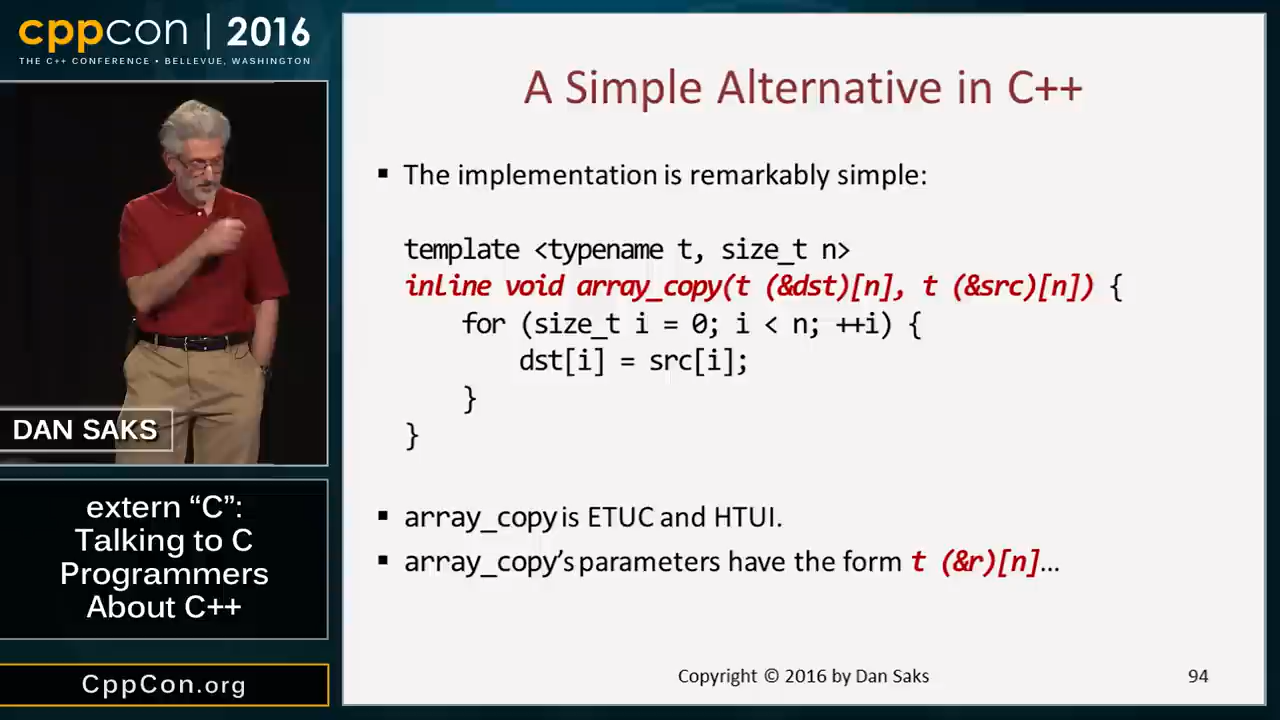 cppcon | 2016
THE C++ CONFERENCE • BELLEVUE, WASHINGTON
DAN SAKS
extern “C”:
Talking to C
Programmers
About C++
CppCon.org
A Simple Alternative in C++
▪ The implementation is remarkably simple:
template <typename t, size_t n>
inline void array_copy(t (&dst)[n], t (&src)[n]) {
for (size_t i = 0; i < n; ++i) {
dst[i] = src[i];
}
}
▪ array_copy is ETUC and HTUI.
▪ array_copy’s parameters have the form t (&r)[n]…
Copyright © 2016 by Dan Saks
94